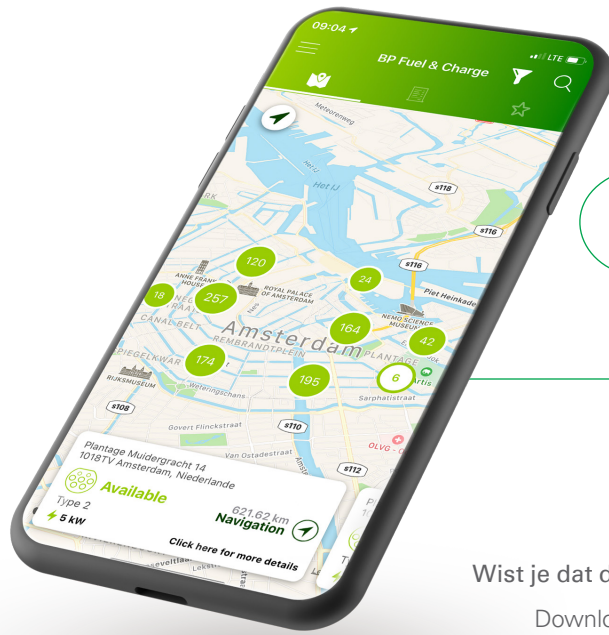 09:04
LTE
BP Fuel & Charge
Meteorenweg
Het IJ
Het IJ
s118
s116
s116
120
24
ANNE FRANK
HOUSE
ROYAL PALACE
OF AMSTERDAM
Piet Heinkade
18
257
NEMO SCIENCE
MUSEUM
CANAL BELT
164
42
Amsterdam
REMBRANDTPLEIN
PLANTAGE
174
195
6
Artis
RIJKSMUSEUM
Weteringschans
Sarphatistraat
s108
Govert Flinckstraat
s110
OLVG
Van Ostadestraat
s112
Plantage Muidergracht 14
1018TV Amsterdam, Niederlande
Available
Type 2
621.62 km
5 kW
Navigation
Click here for more details
Wist je dat d
Downlo